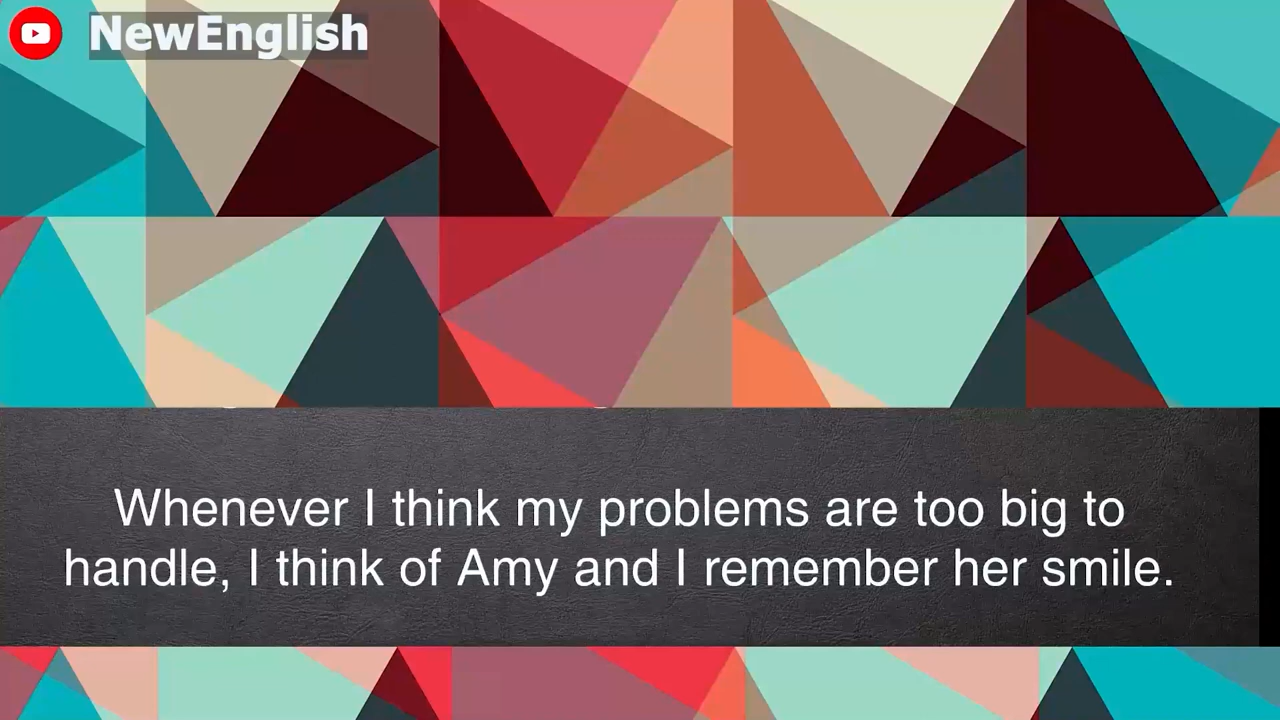 NewEnglish
Whenever I think my problems are too big to
handle, I think of Amy and I remember her smile.